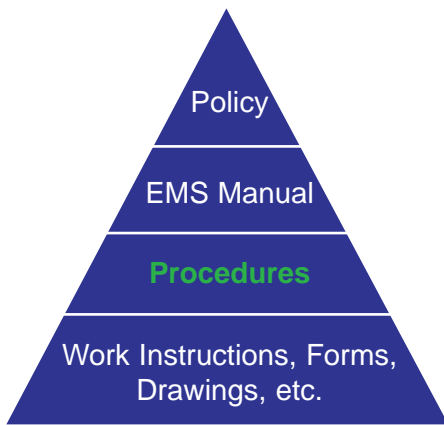 Policy
EMS Manual
Procedures
Work Instructions, Forms,
Drawings, etc.